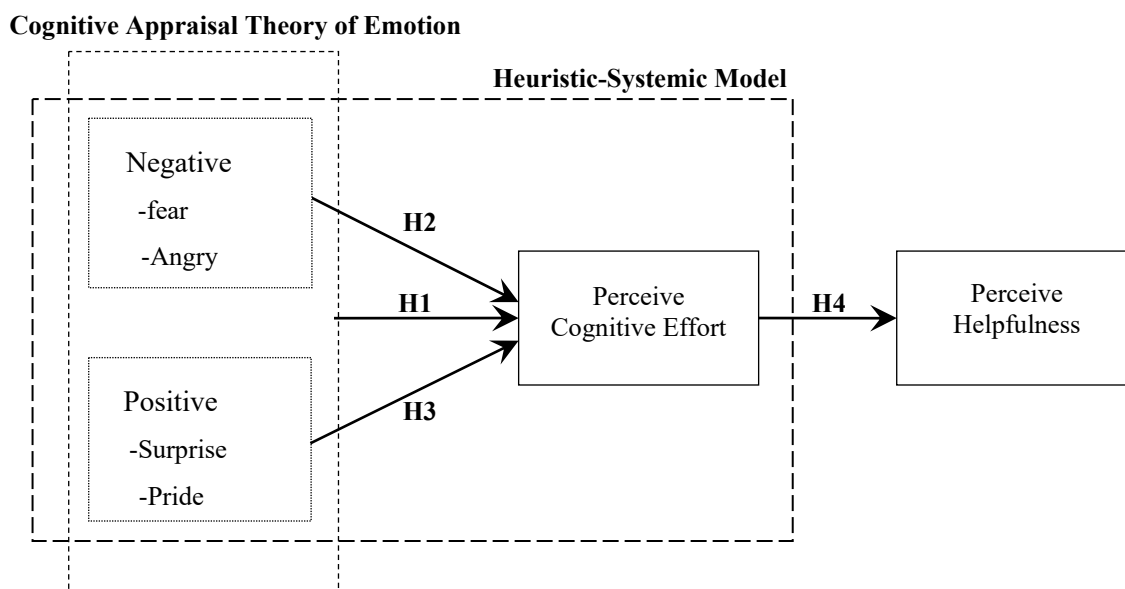 Cognitive Appraisal Theory of Emotion
Heuristic-Systemic Model
Negative
-fear
-Angry
H2
H1
Perceive
Cognitive Effort
H4
Perceive
Helpfulness
Positive
-Surprise
-Pride
H3